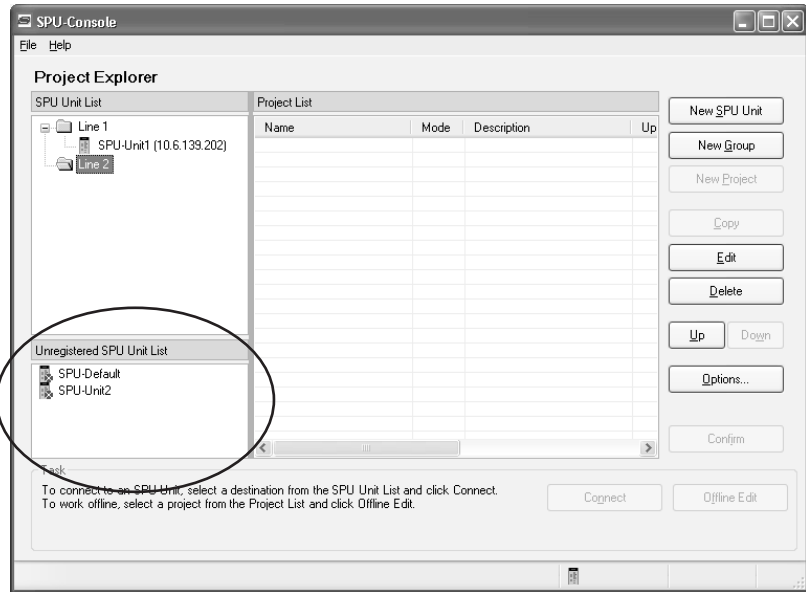 SPU-Console
File Help
Project Explorer
SPU Unit List
Line 1
SPU-Unit1 (10.6.139.202)
Line 2
Unregistered SPU Unit List
SPU-Default
SPU-Unit2
Project List
Name Mode Description Up
New SPU Unit
New Group
New Project
Copy
Edit
Delete
Up Down
Options...
Confirm
Task
To connect to an SPU Unit, select a destination from the SPU Unit List and click Connect.
To work offline, select a project from the Project List and click Offline Edit.
Connect Offline Edit